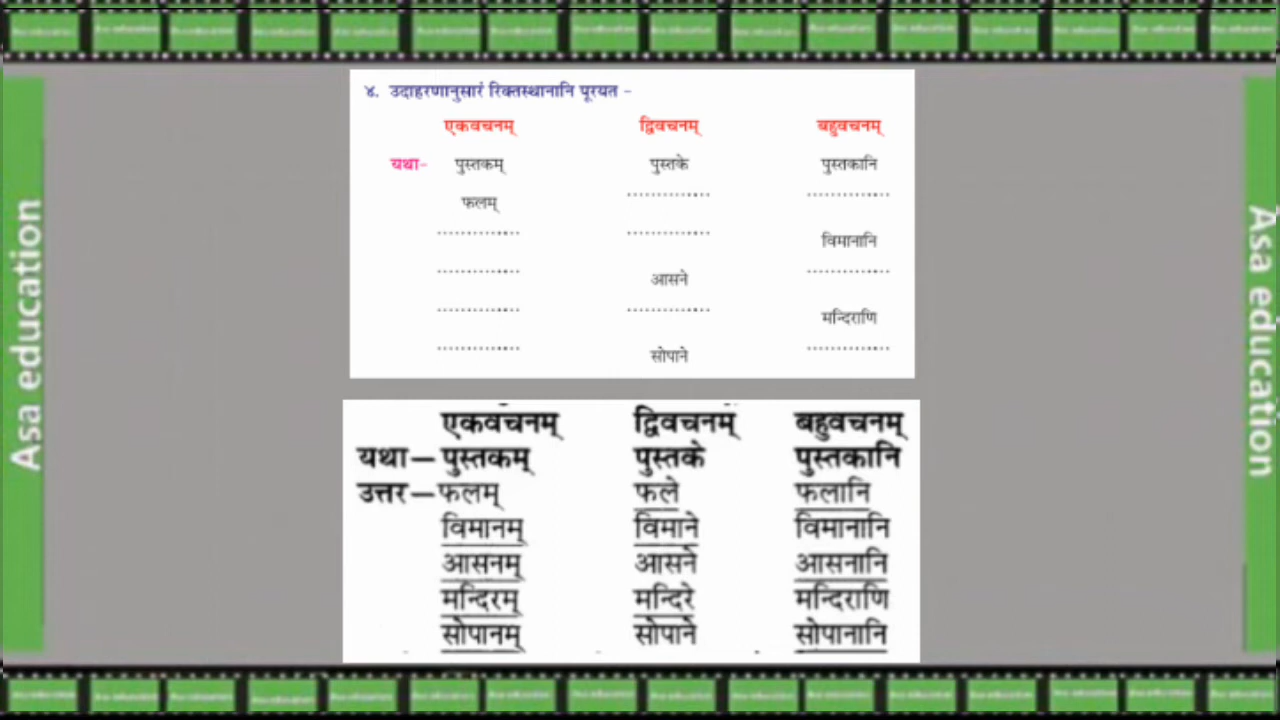 ४. उदाहरणानुसारं रिक्तस्थानानि पूरयत –
एकवचनम् द्विवचनम् बहुवचनम्
यथा- पुस्तकम् पुस्तके पुस्तकानि
फलम् .............. ..............
.............. .............. विमानानि
.............. आसने ..............
.............. .............. मन्दिराणि
.............. सोपाने ..............
एकवचनम् द्विवचनम् बहुवचनम्
यथा— पुस्तकम् पुस्तके पुस्तकानि
उत्तर— फलम् फले फलानि
विमानम् विमाने विमानानि
आसनम् आसने आसनानि
मन्दिरम् मन्दिरे मन्दिराणि
सोपानम् सोपाने सोपानानि
Asa education
Asa education